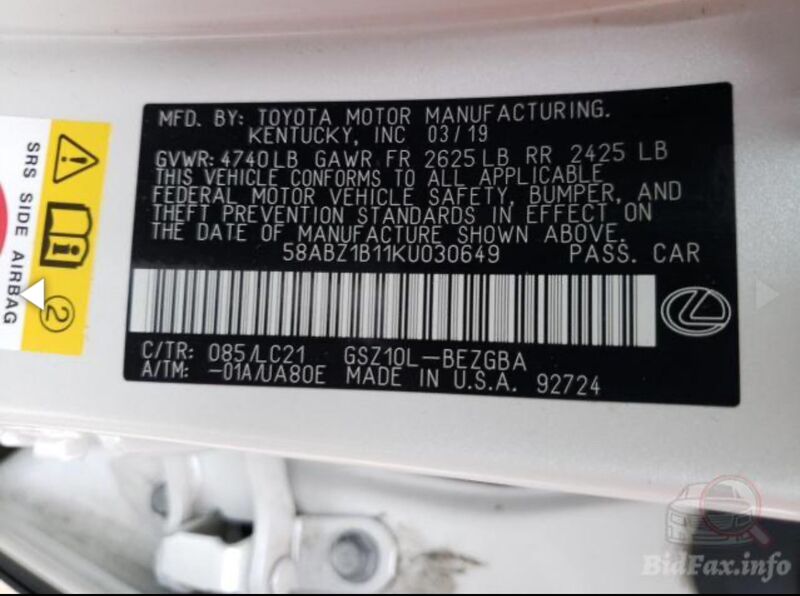 MFD. BY: TOYOTA MOTOR MANUFACTURING.
KENTUCKY, INC 03/19
GVWR: 4740 LB GAWR FR 2625 LB RR 2425 LB
THIS VEHICLE CONFORMS TO ALL APPLICABLE
FEDERAL MOTOR VEHICLE SAFETY, BUMPER, AND
THEFT PREVENTION STANDARDS IN EFFECT ON
THE DATE OF MANUFACTURE SHOWN ABOVE.
58ABZ1B11KU030649 PASS. CAR
C/TR: 085/LC21 GSZ10L-BEZGBA
A/TM: -01A/UA80E MADE IN U.S.A. 92724
SRS SIDE AIRBAG
2
BidFax.info